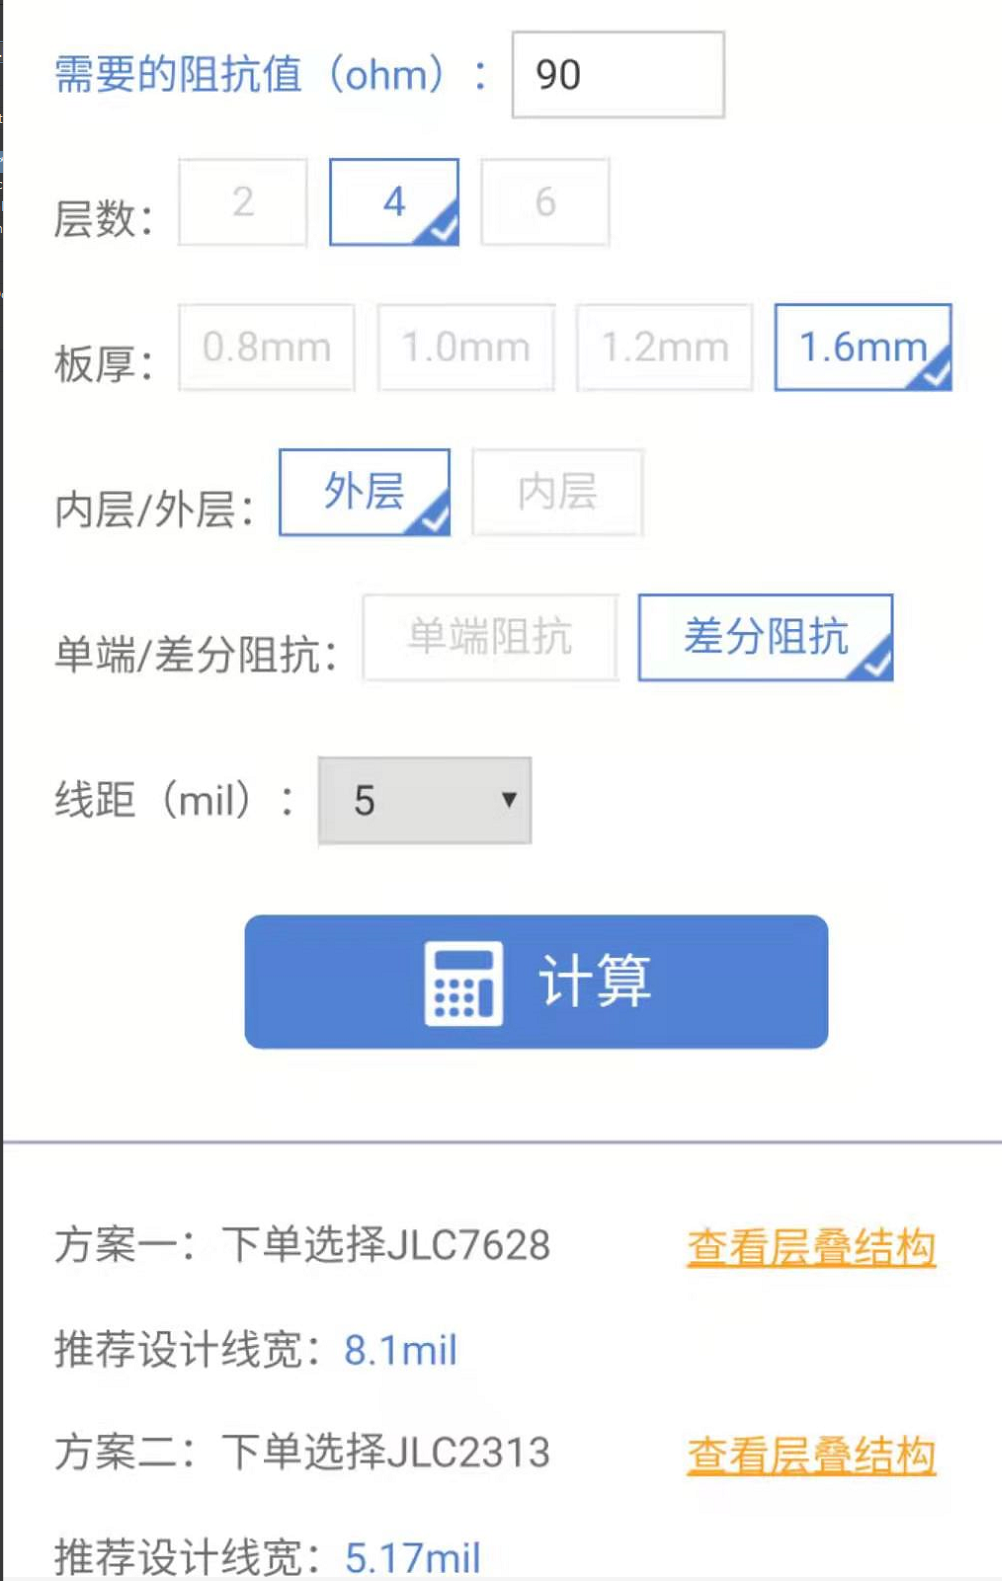 需要的阻抗值（ohm）： 90
层数： 2 4 6
板厚： 0.8mm 1.0mm 1.2mm 1.6mm
内层/外层： 外层 内层
单端/差分阻抗： 单端阻抗 差分阻抗
线距（mil）： 5
计算
方案一：下单选择JLC7628 查看层叠结构
推荐设计线宽：8.1mil
方案二：下单选择JLC2313 查看层叠结构
推荐设计线宽：5.17mil